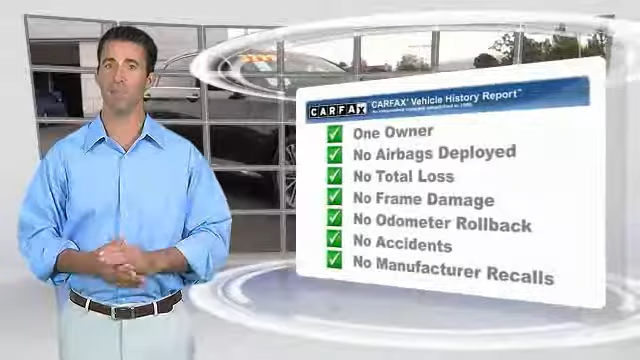 CARFAX
CARFAX® Vehicle History Report™
One Owner
No Airbags Deployed
No Total Loss
No Frame Damage
No Odometer Rollback
No Accidents
No Manufacturer Recalls